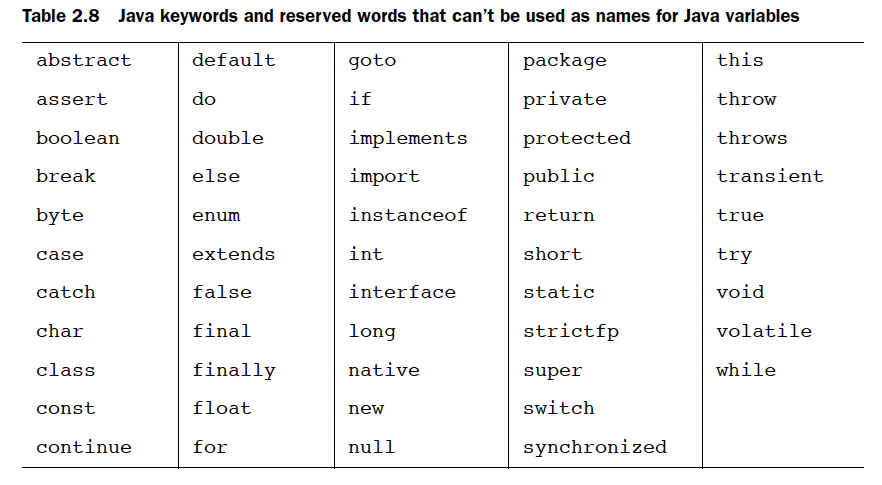 Table 2.8 Java keywords and reserved words that can't be used as names for Java variables
abstract default goto package this
assert do if private throw
boolean double implements protected throws
break else import public transient
byte enum instanceof return true
case extends int short try
catch false interface static void
char final long strictfp volatile
class finally native super while
const float new switch
continue for null synchronized